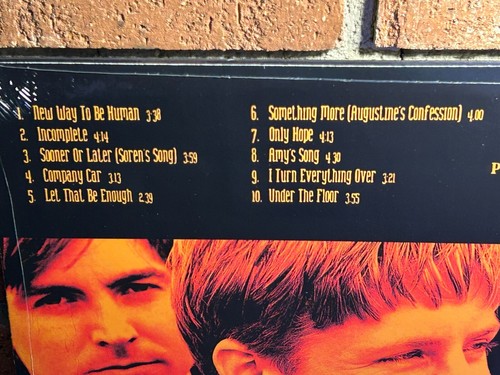 1. New Way To Be Human 3:38
2. Incomplete 4:14
3. Sooner Or Later (Soren's Song) 3:59
4. Company Car 3:13
5. Let That Be Enough 2:39
6. Something More (Augustine's Confession) 4:00
7. Only Hope 4:13
8. Amy's Song 4:30
9. I Turn Everything Over 3:21
10. Under The Floor 3:55
P